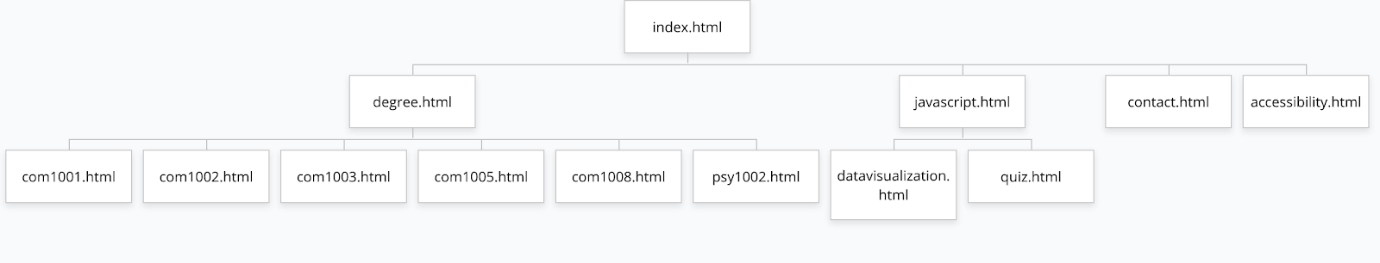 index.html
degree.html
javascript.html
contact.html
accessibility.html
com1001.html
com1002.html
com1003.html
com1005.html
com1008.html
psy1002.html
datavisualization.
html
quiz.html